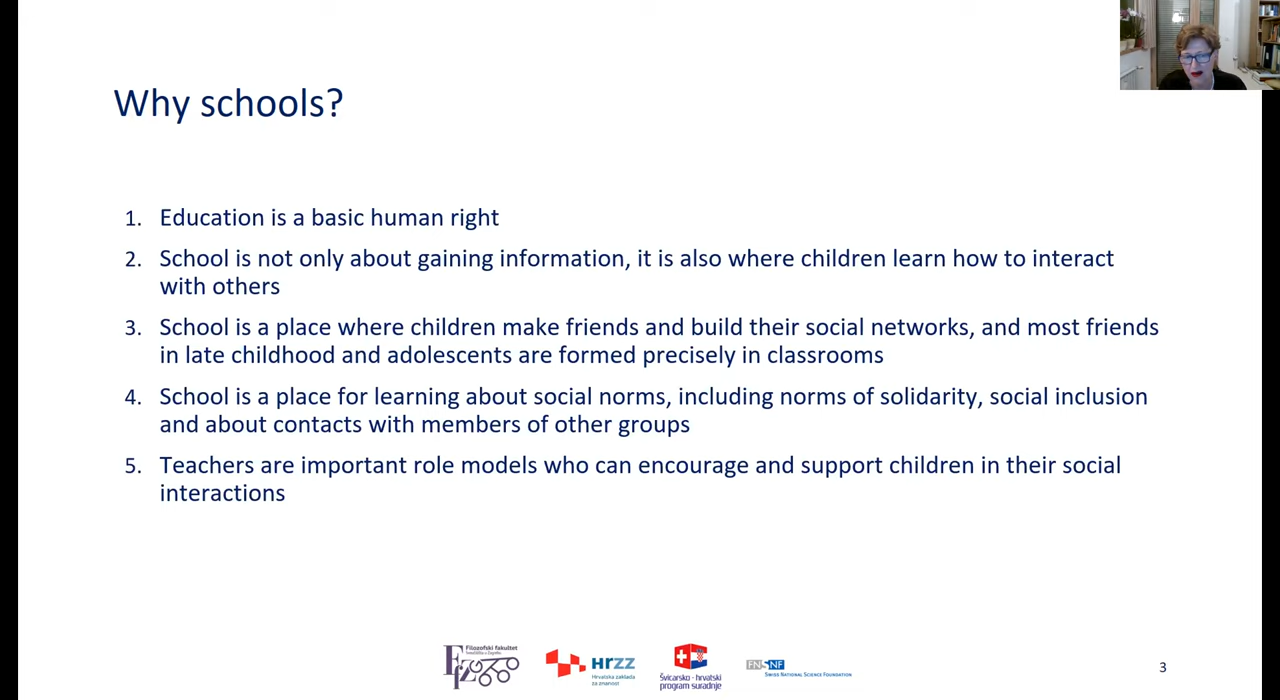 Why schools?
1. Education is a basic human right
2. School is not only about gaining information, it is also where children learn how to interact
with others
3. School is a place where children make friends and build their social networks, and most friends
in late childhood and adolescents are formed precisely in classrooms
4. School is a place for learning about social norms, including norms of solidarity, social inclusion
and about contacts with members of other groups
5. Teachers are important role models who can encourage and support children in their social
interactions
Filozofski fakultet
Sveučilišta u Zagrebu
HRZZ
Hrvatska zaklada
za znanost
Švicarsko - hrvatski
program suradnje
FNSNF
SWISS NATIONAL SCIENCE FOUNDATION
3